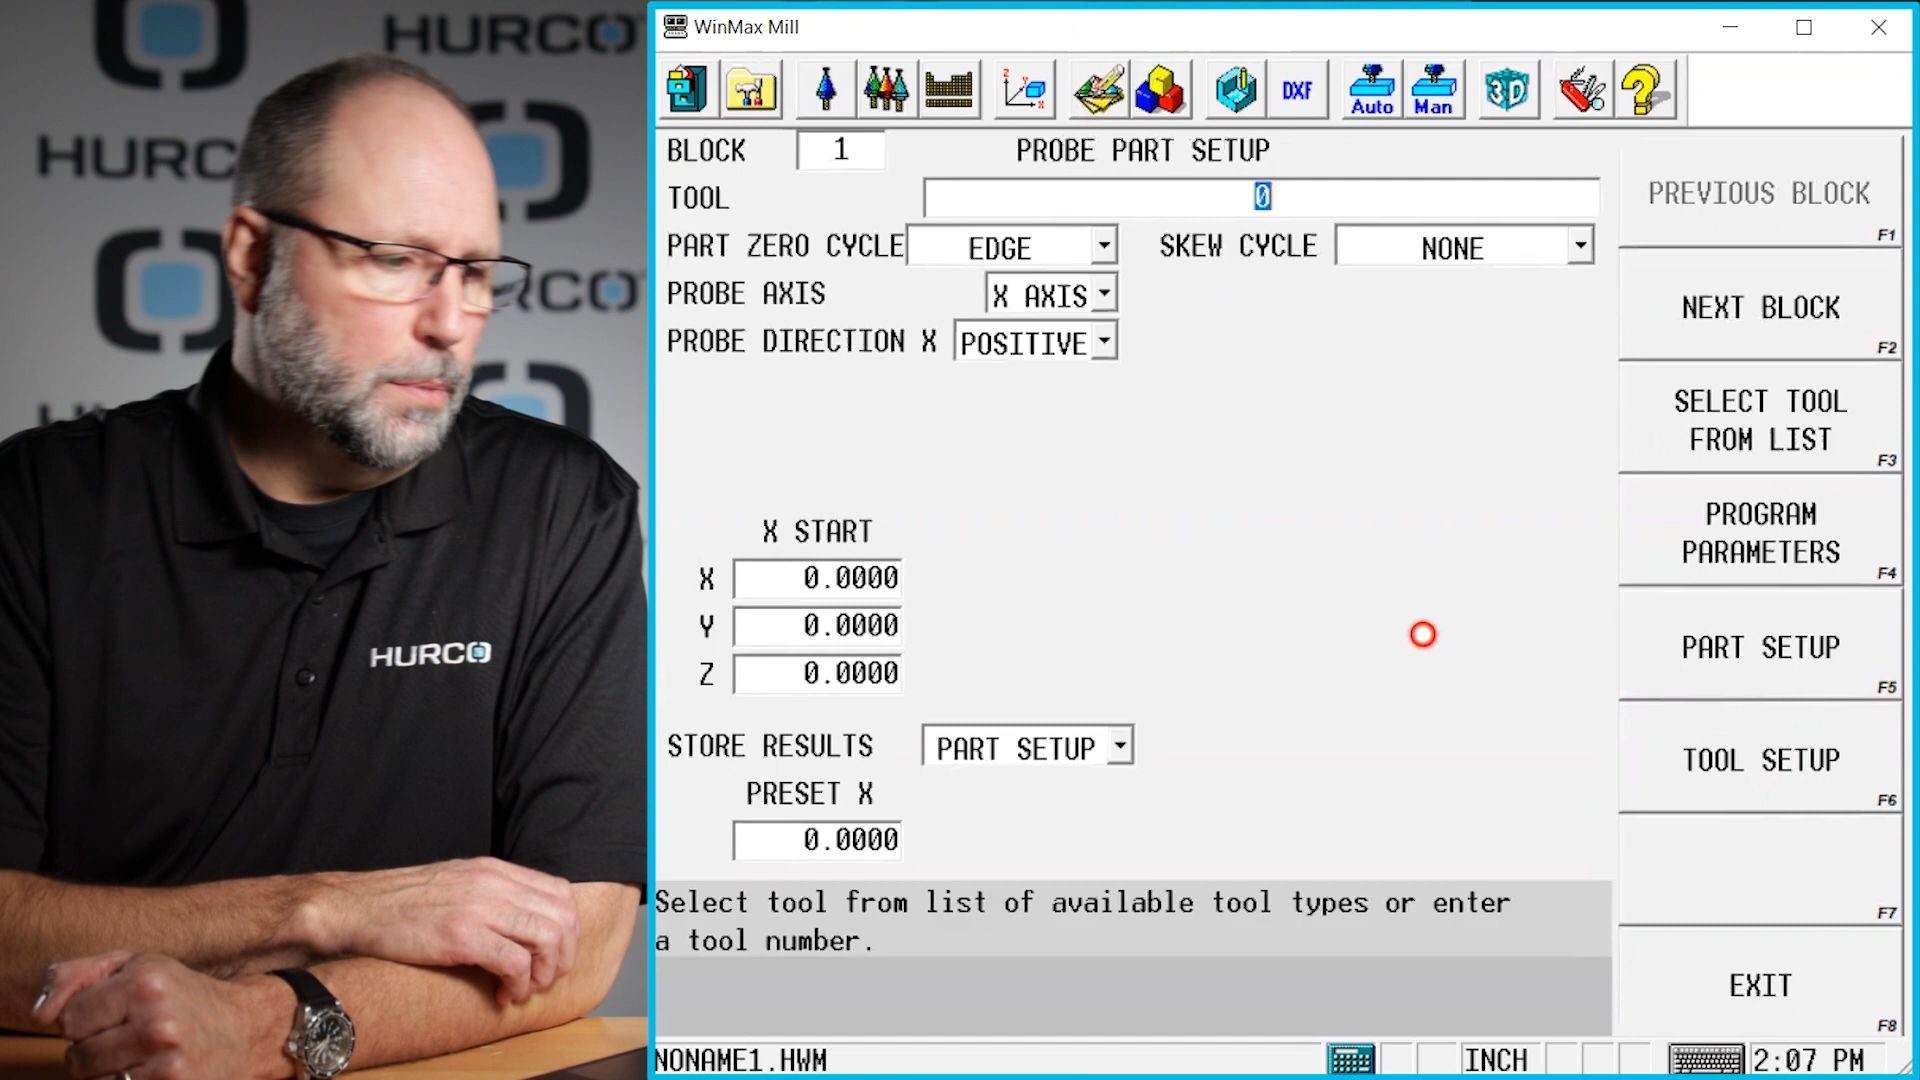 HURCO
HURCO
HURCO
WinMax Mill
DXF
Auto
Man
3D
BLOCK 1 PROBE PART SETUP
TOOL 0
PART ZERO CYCLE EDGE SKEW CYCLE NONE
PROBE AXIS X AXIS
PROBE DIRECTION X POSITIVE
X START
X 0.0000
Y 0.0000
Z 0.0000
STORE RESULTS PART SETUP
PRESET X
0.0000
Select tool from list of available tool types or enter
a tool number.
PREVIOUS BLOCK
F1
NEXT BLOCK
F2
SELECT TOOL
FROM LIST
F3
PROGRAM
PARAMETERS
F4
PART SETUP
F5
TOOL SETUP
F6
F7
EXIT
F8
NONAME1.HWM INCH 2:07 PM